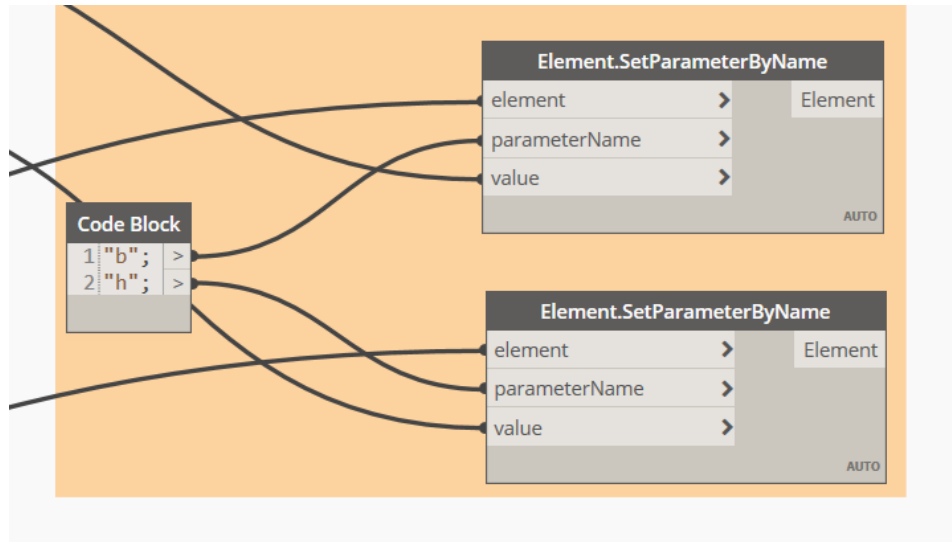 Element.SetParameterByName
element > Element
parameterName >
value >
AUTO
Code Block
1 "b"; >
2 "h"; >
Element.SetParameterByName
element > Element
parameterName >
value >
AUTO